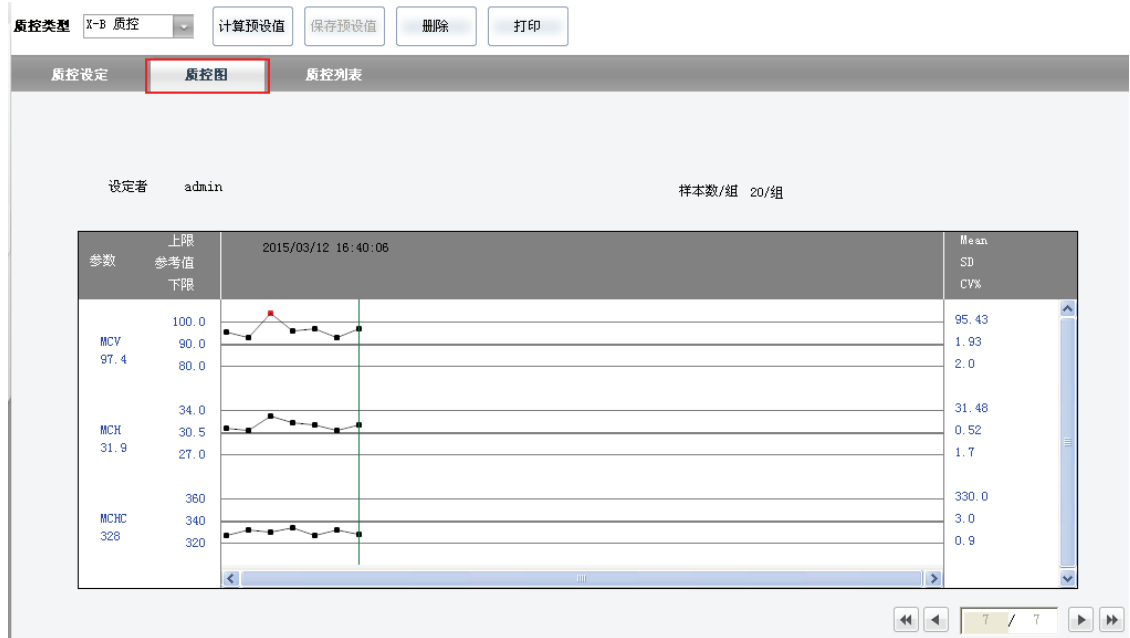 质控类型 X-B 质控 计算预设值 保存预设值 删除 打印
质控设定 质控图 质控列表
设定者 admin 样本数/组 20/组
参数 上限 参考值 下限 2015/03/12 16:40:06 Mean SD CV%
MCV 97.4 100.0 90.0 80.0 95.43 1.93 2.0
MCH 31.9 34.0 30.5 27.0 31.48 0.52 1.7
MCHC 328 360 340 320 330.0 3.0 0.9
7 / 7